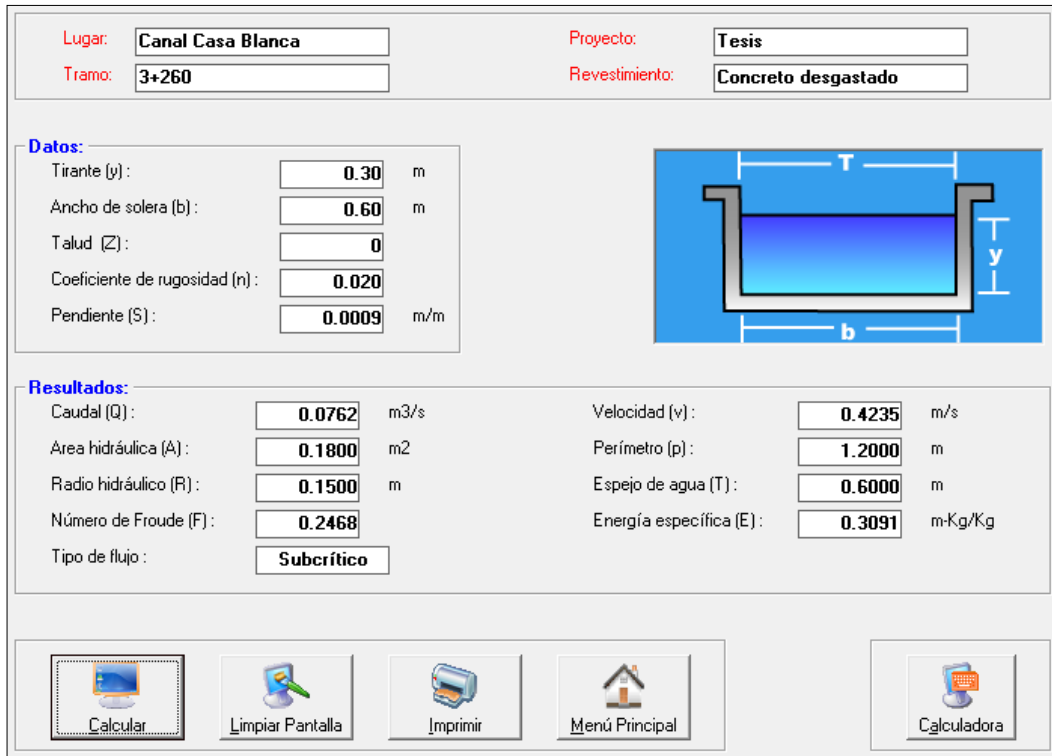 Lugar: Canal Casa Blanca Proyecto: Tesis
Tramo: 3+260 Revestimiento: Concreto desgastado
Datos:
Tirante (y) : 0.30 m
Ancho de solera (b) : 0.60 m
Talud (Z) : 0
Coeficiente de rugosidad (n) : 0.020
Pendiente (S) : 0.0009 m/m
T
y
b
Resultados:
Caudal (Q) : 0.0762 m3/s Velocidad (v) : 0.4235 m/s
Area hidráulica (A) : 0.1800 m2 Perímetro (p) : 1.2000 m
Radio hidráulico (R) : 0.1500 m Espejo de agua (T) : 0.6000 m
Número de Froude (F) : 0.2468 Energía específica (E) : 0.3091 m-Kg/Kg
Tipo de flujo : Subcrítico
Calcular Limpiar Pantalla Imprimir Menú Principal Calculadora